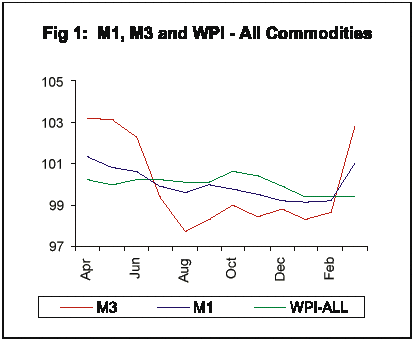 Fig 1: M1, M3 and WPI - All Commodities
105
103
101
99
97
Apr
Jun
Aug
Oct
Dec
Feb
M3 M1 WPI-ALL